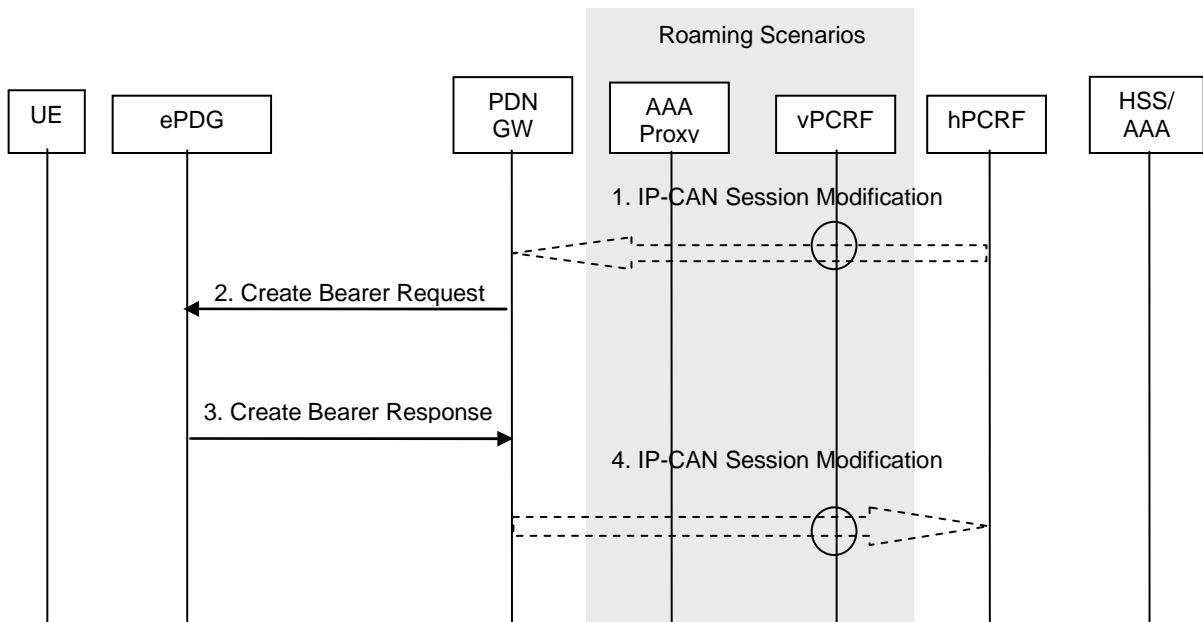 Roaming Scenarios
UE
ePDG
PDN
GW
AAA
Proxy
vPCRF
hPCRF
HSS/
AAA
1. IP-CAN Session Modification
2. Create Bearer Request
3. Create Bearer Response
4. IP-CAN Session Modification